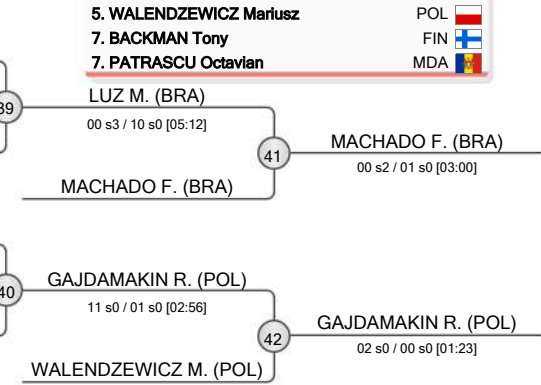 5. WALENDZEWICZ Mariusz POL
7. BACKMAN Tony FIN
7. PATRASCU Octavian MDA
39
LUZ M. (BRA)
00 s3 / 10 s0 [05:12]
MACHADO F. (BRA)
41
MACHADO F. (BRA)
00 s2 / 01 s0 [03:00]
40
GAJDAMAKIN R. (POL)
11 s0 / 01 s0 [02:56]
WALENDZEWICZ M. (POL)
42
GAJDAMAKIN R. (POL)
02 s0 / 00 s0 [01:23]